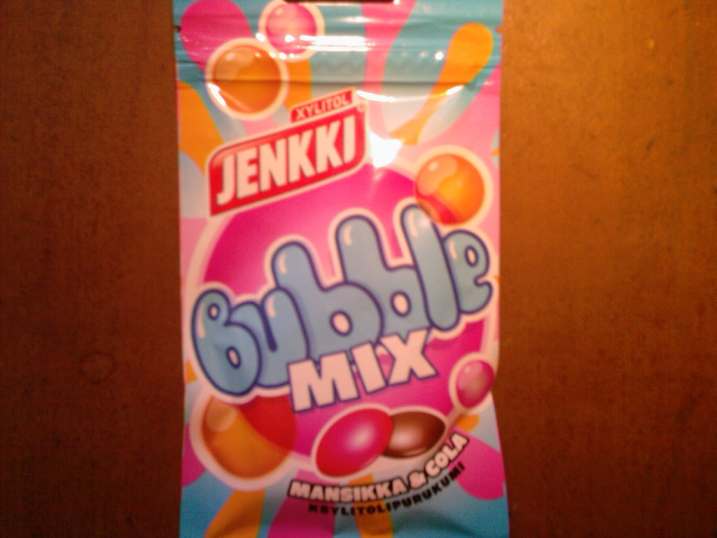 XYLITOL
JENKKI
Bubble
MIX
MANSIKKA & COLA
KSYLITOLIPURUKUMI